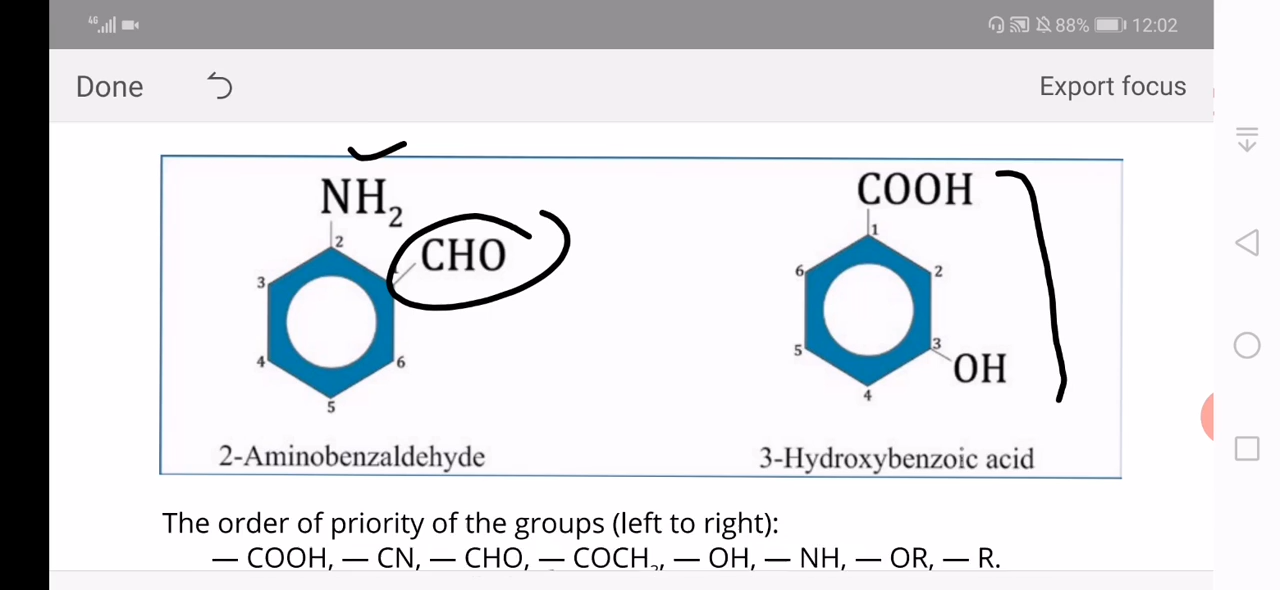 4G 88% 12:02
Done Export focus
NH₂
2
CHO
3
4
6
5
COOH
1
6
2
5
3
OH
4
2-Aminobenzaldehyde
3-Hydroxybenzoic acid
The order of priority of the groups (left to right):
— COOH, — CN, — CHO, — COCH₃, — OH, — NH, — OR, — R.